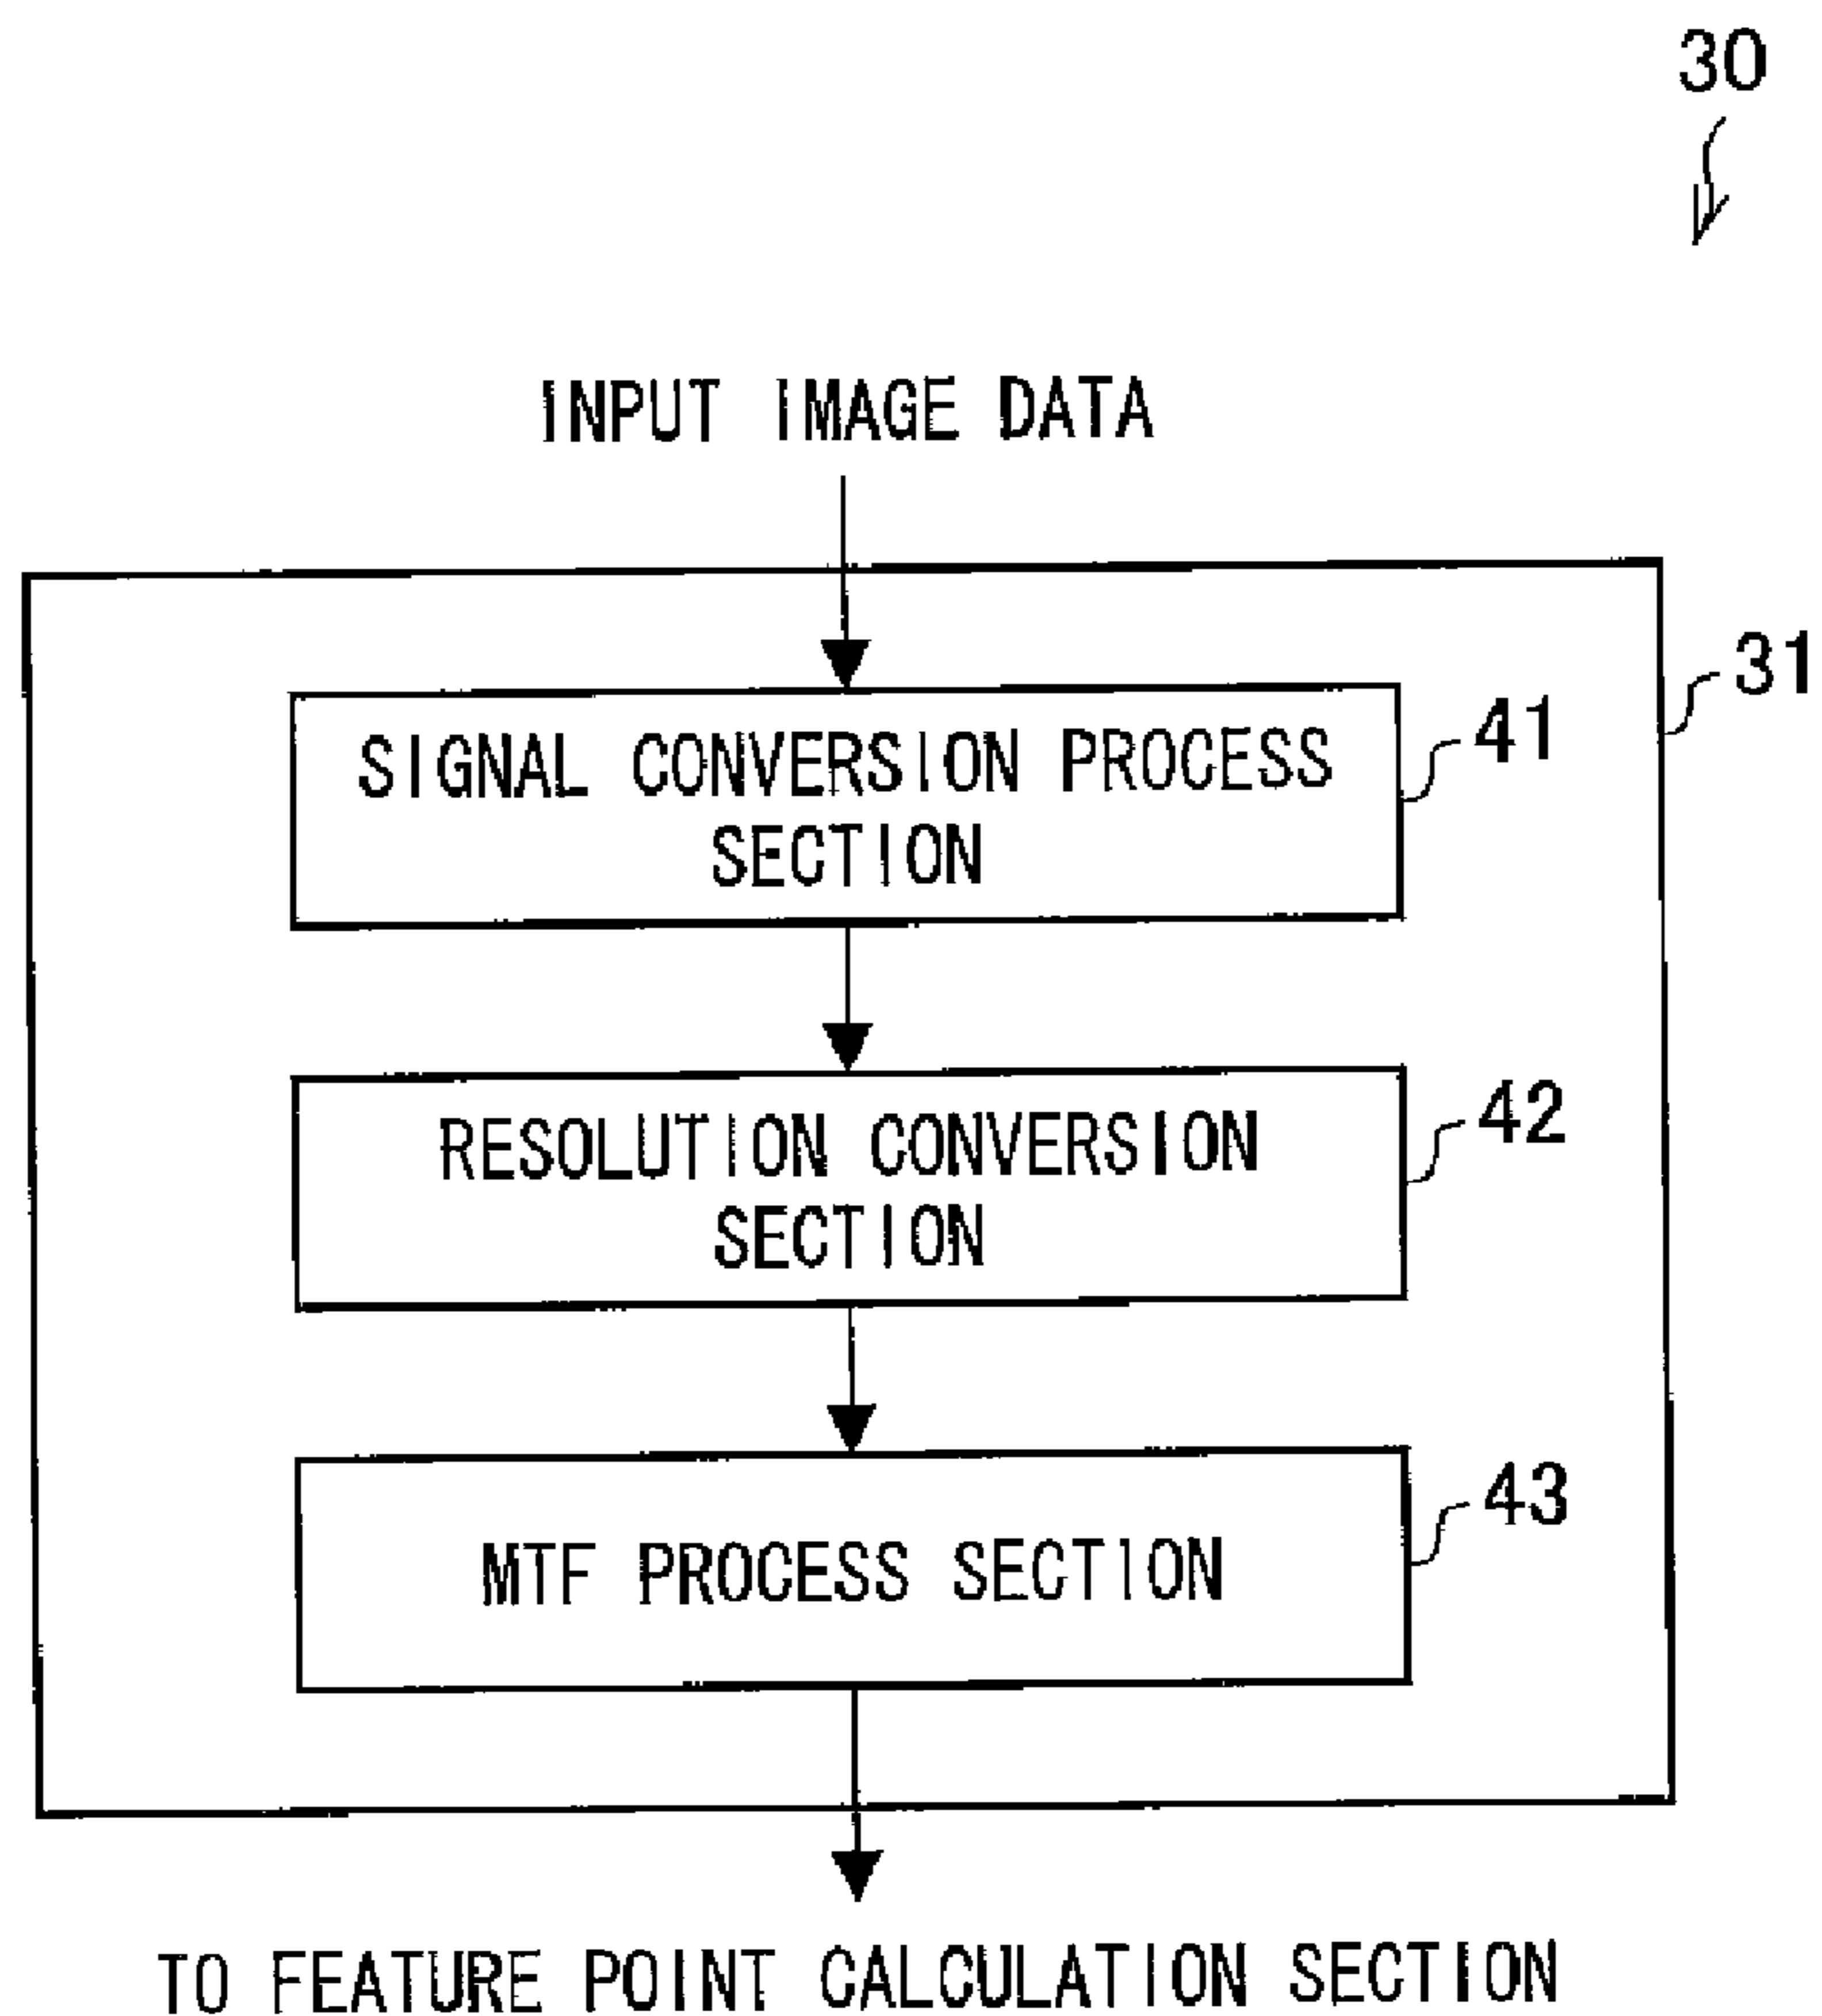 30
INPUT IMAGE DATA
31
SIGNAL CONVERSION PROCESS
SECTION
41
RESOLUTION CONVERSION
SECTION
42
MTF PROCESS SECTION
43
TO FEATURE POINT CALCULATION SECTION